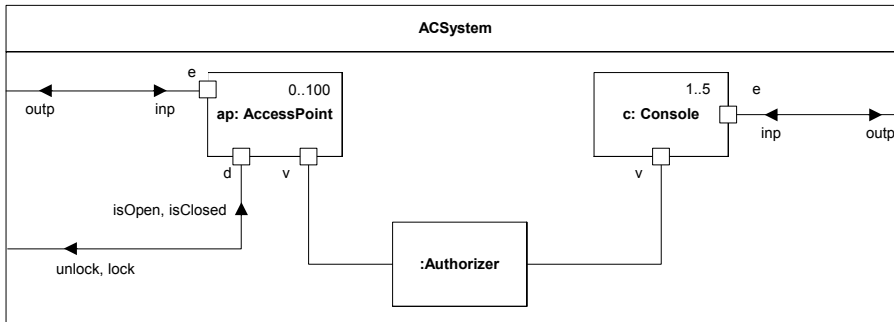 ACSystem
e
0..100
ap: AccessPoint
outp
inp
d
v
isOpen, isClosed
unlock, lock
:Authorizer
1..5
e
c: Console
inp
outp
v